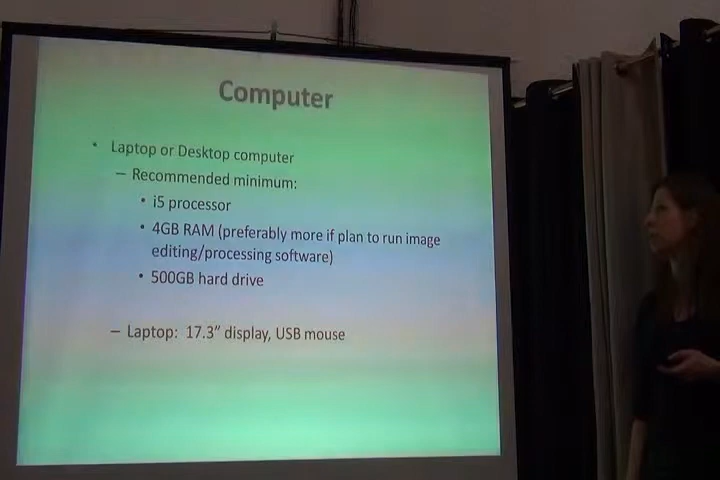 Computer
• Laptop or Desktop computer
– Recommended minimum:
• i5 processor
• 4GB RAM (preferably more if plan to run image
editing/processing software)
• 500GB hard drive
– Laptop: 17.3” display, USB mouse